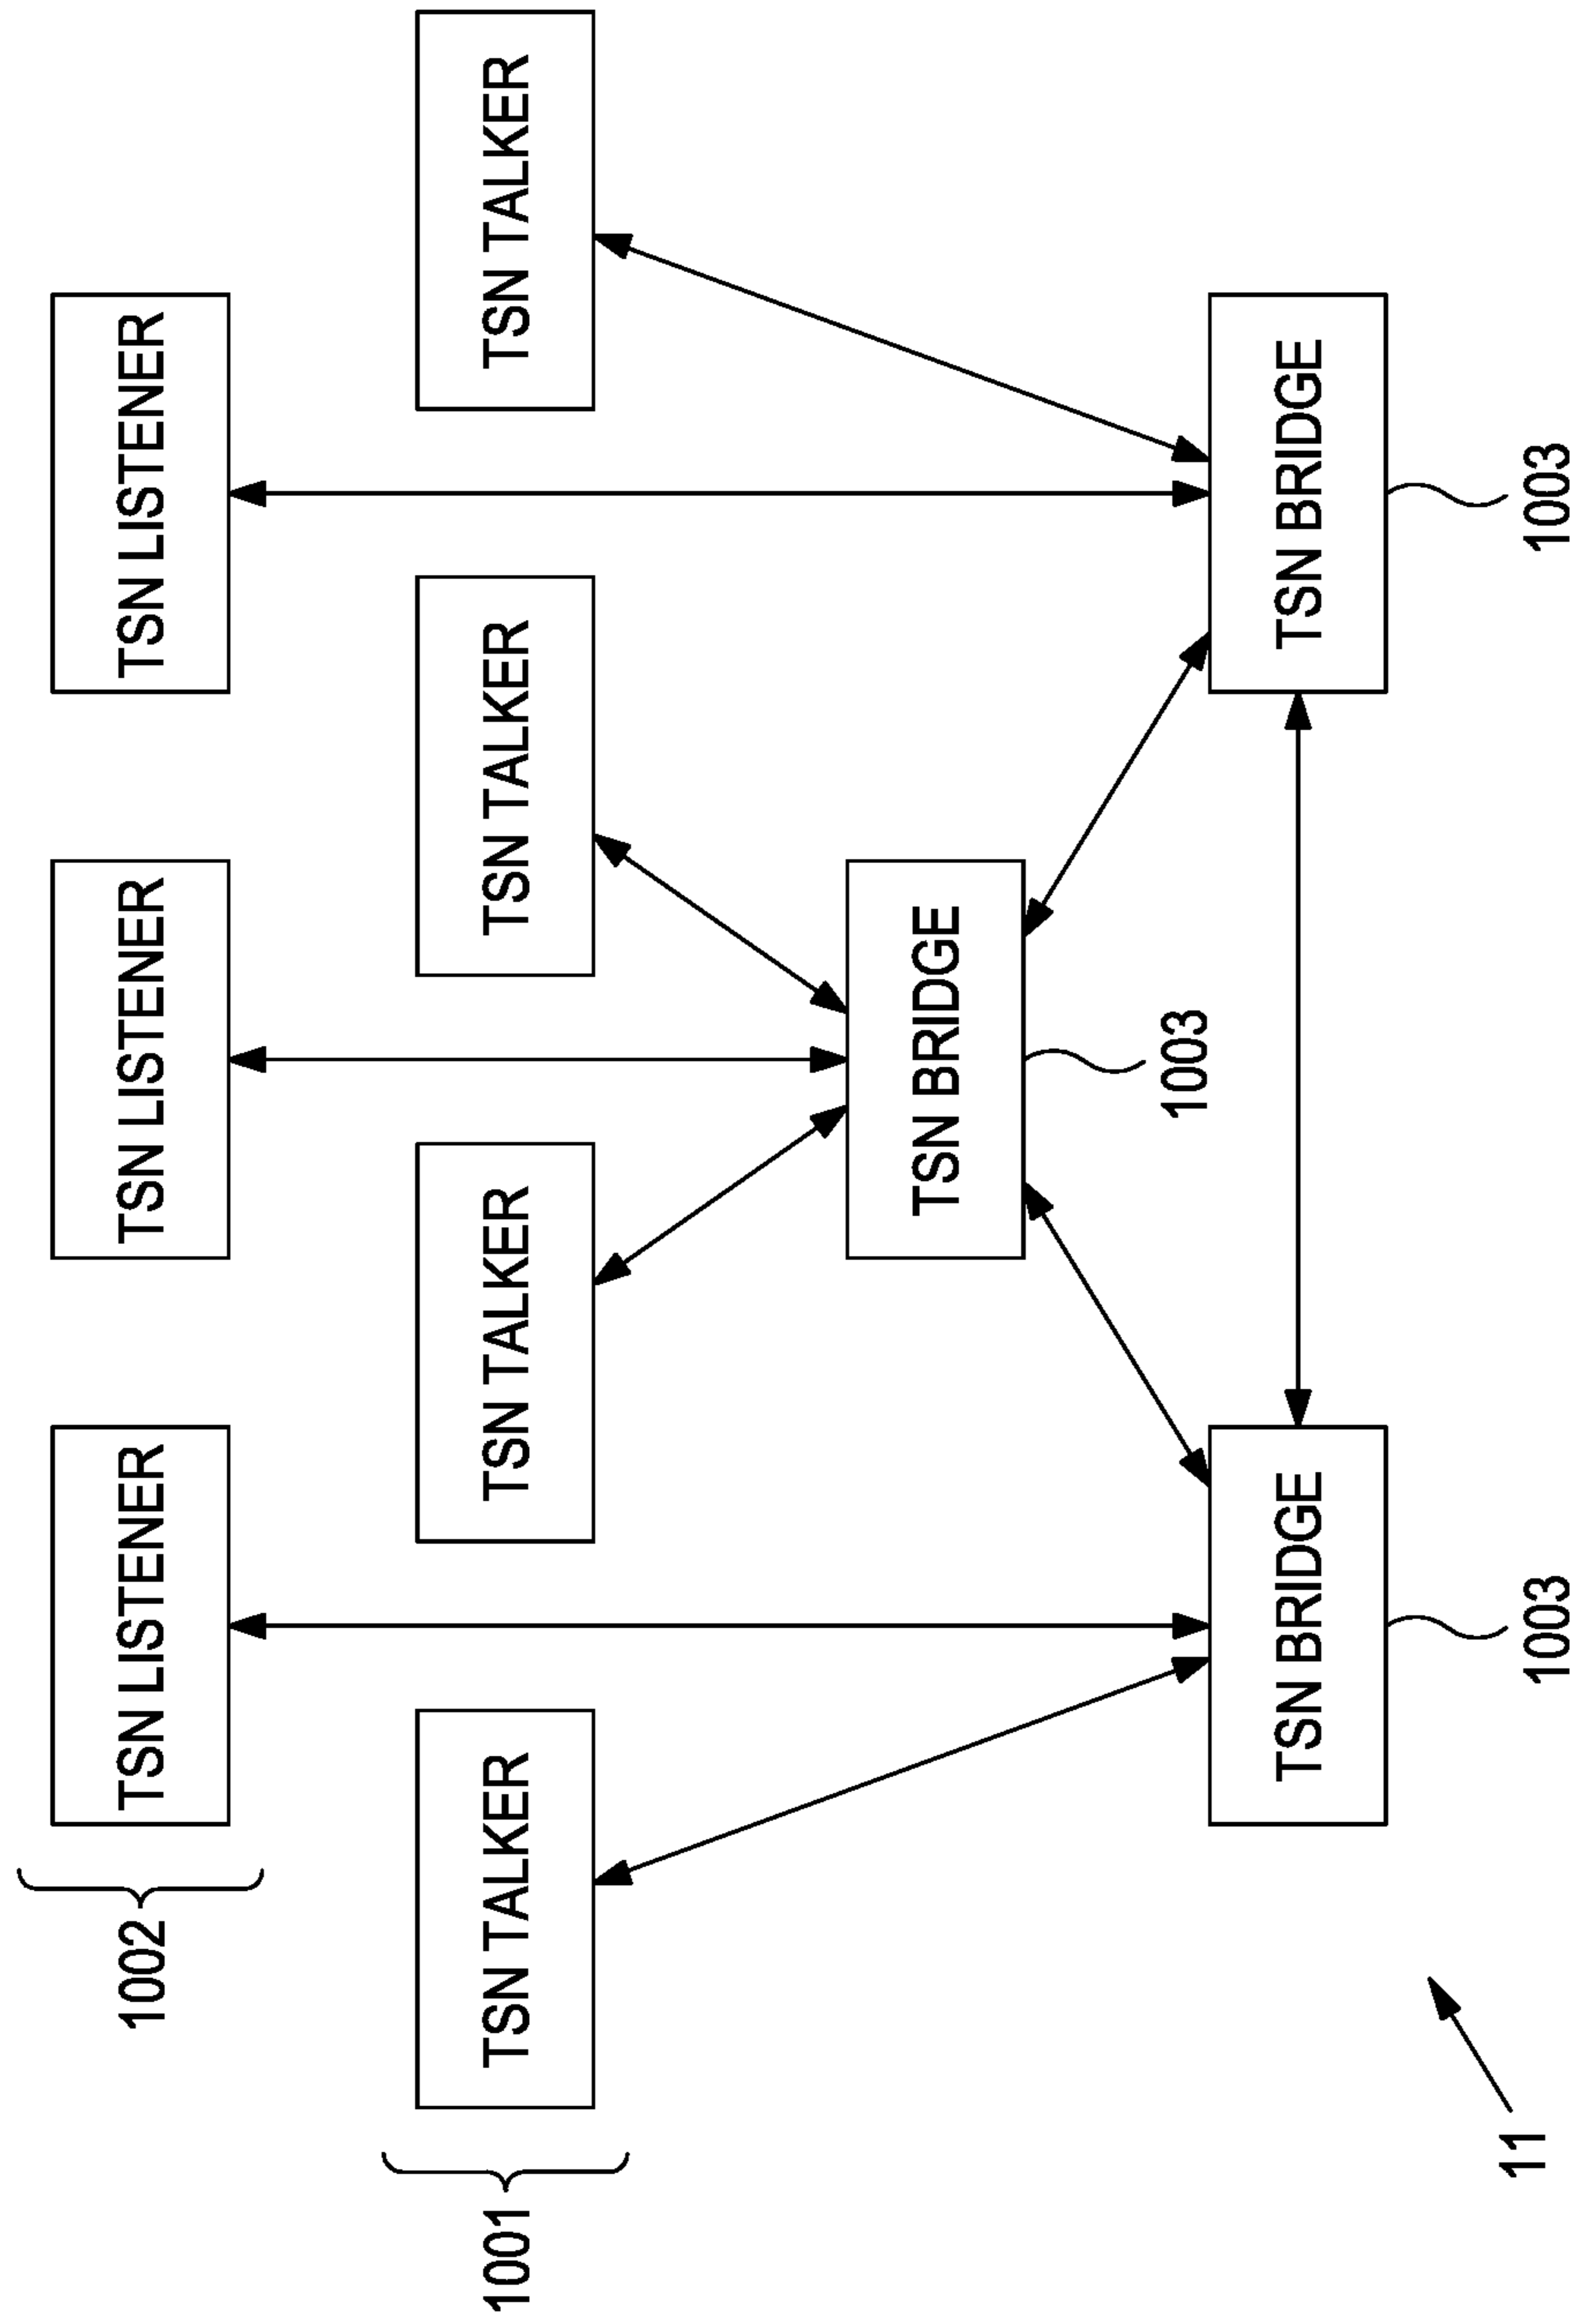 1002
TSN LISTENER
TSN LISTENER
TSN LISTENER
1001
TSN TALKER
TSN TALKER
TSN TALKER
TSN TALKER
TSN BRIDGE
1003
TSN BRIDGE
TSN BRIDGE
11
1003
1003